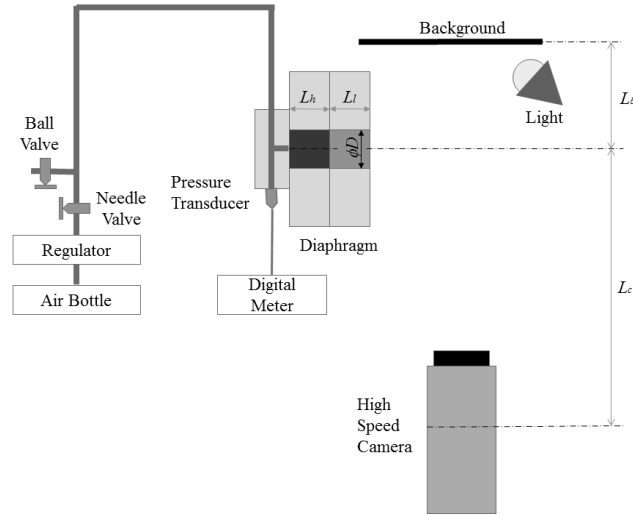 Background
Lh
Ll
Lb
Light
Ball
Valve
ϕD
Pressure
Transducer
Needle
Valve
Diaphragm
Regulator
Digital
Meter
Air Bottle
Lc
High
Speed
Camera